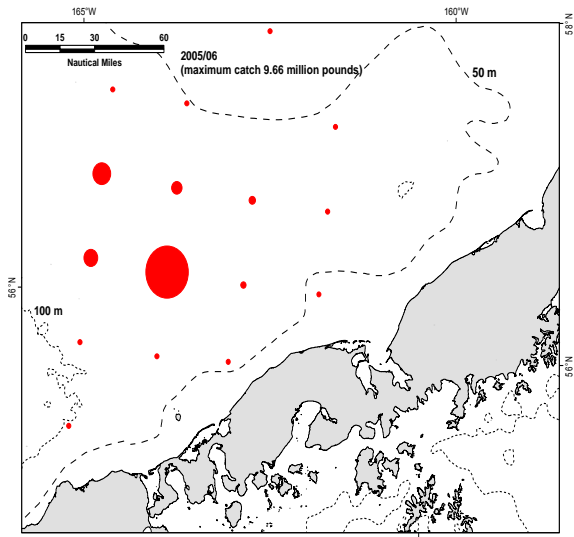 165°W 160°W
58°N
0 15 30 60
Nautical Miles
2005/06
(maximum catch 9.66 million pounds)
50 m
56°N
100 m
56°N